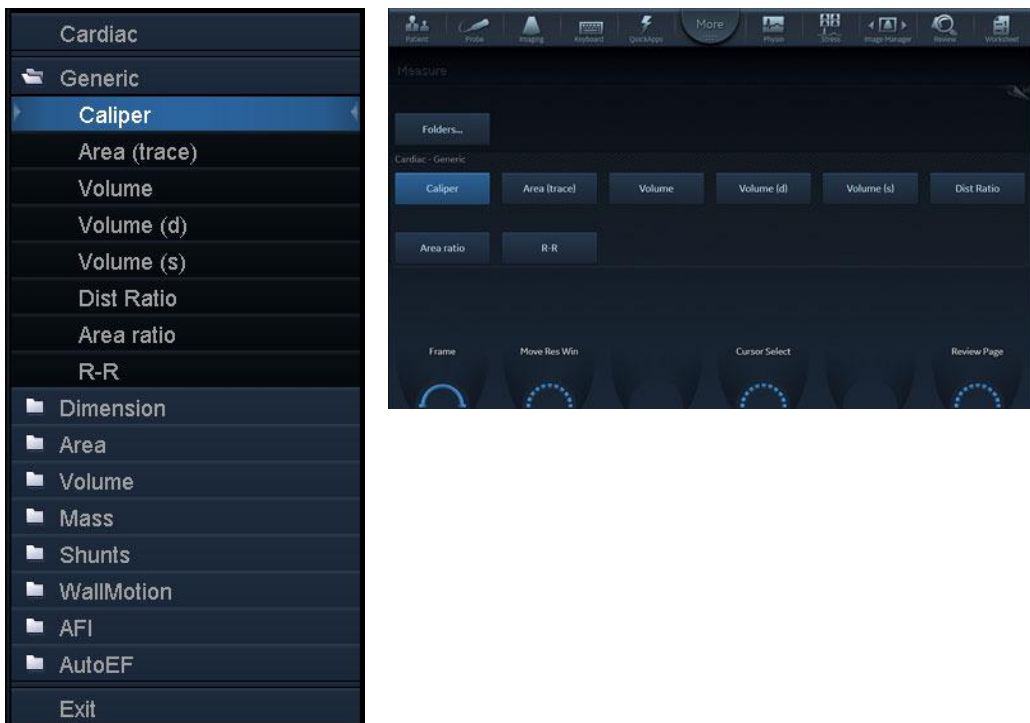 Cardiac
Generic
Caliper
Area (trace)
Volume
Volume (d)
Volume (s)
Dist Ratio
Area ratio
R-R
Dimension
Area
Volume
Mass
Shunts
WallMotion
AFI
AutoEF
Exit
Patient Probe Imaging Keyboard QuickApps More Physio Stress Image Manager Review Worksheet
Measure
Folders...
Cardiac - Generic
Caliper Area (trace) Volume Volume (d) Volume (s) Dist Ratio
Area ratio R-R
Frame Move Res Win Cursor Select Review Page